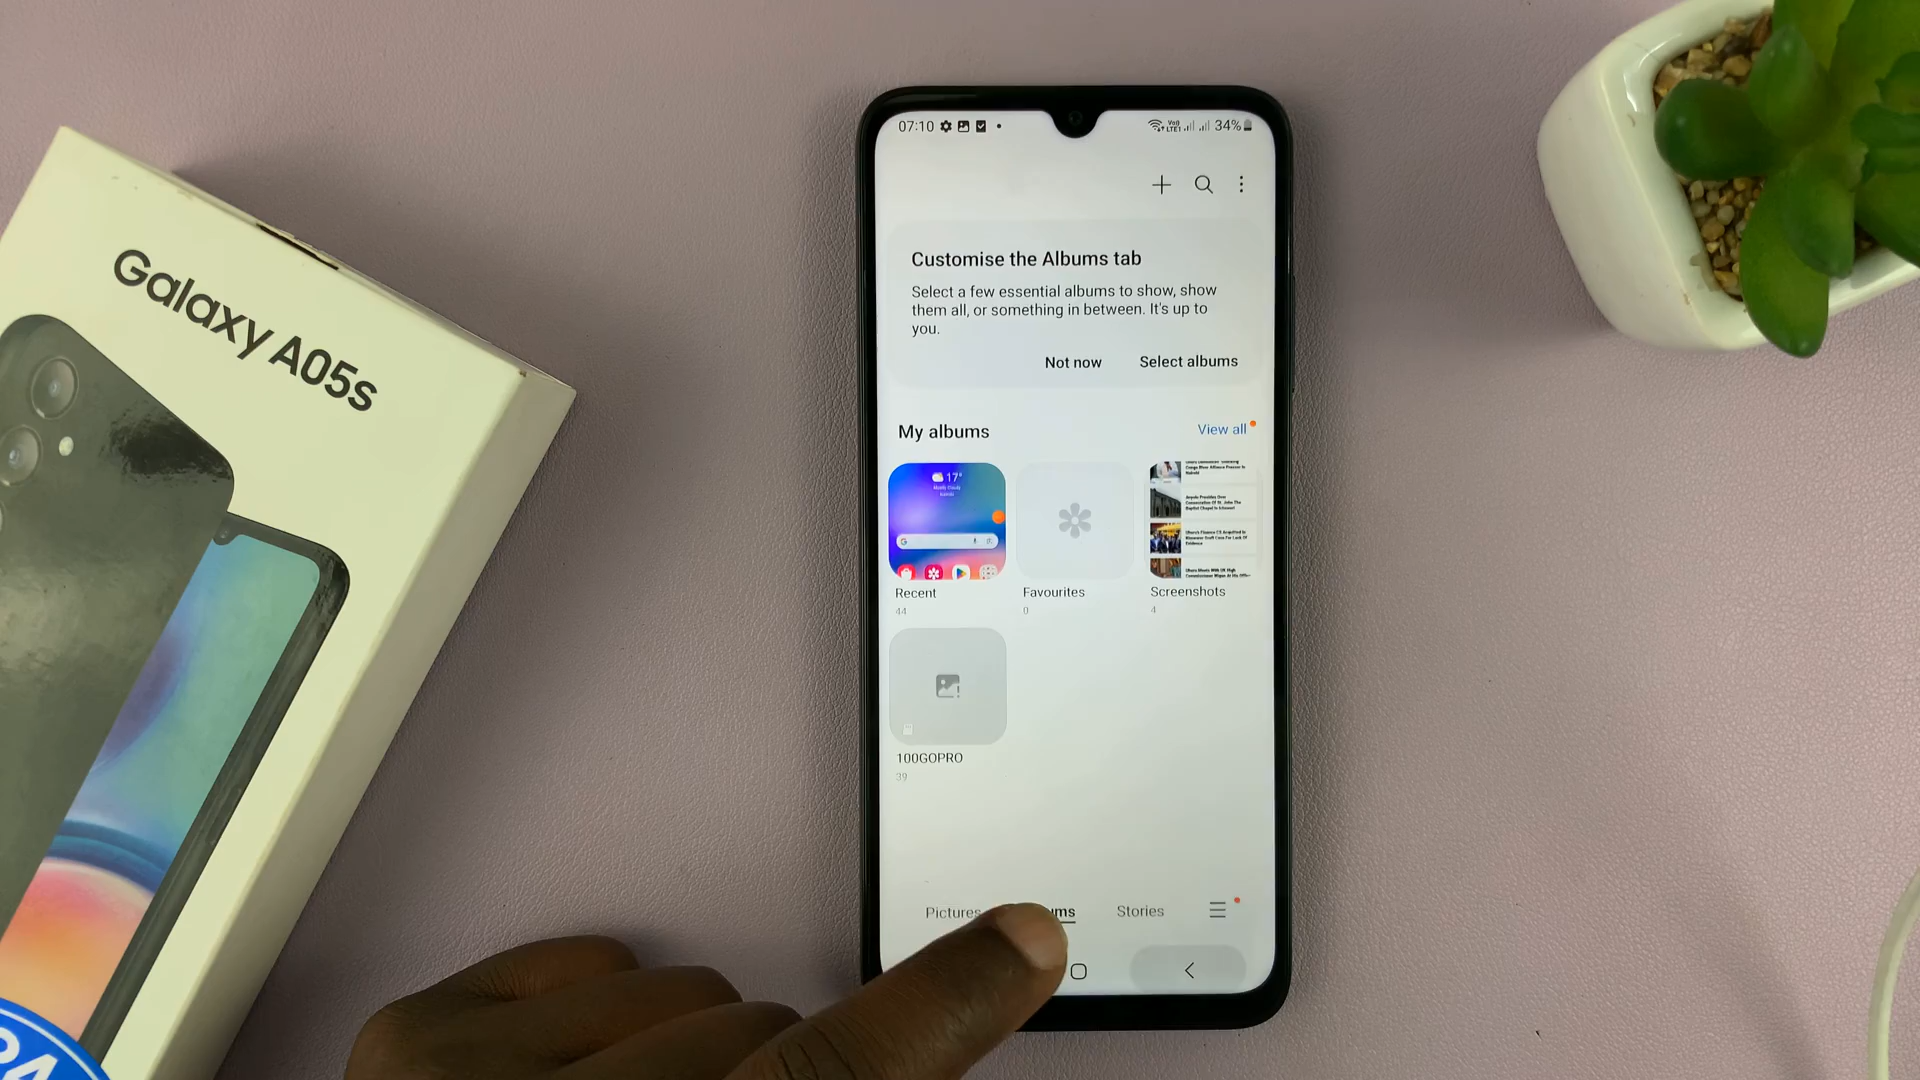 Galaxy A05s
07:10
34%
Customise the Albums tab
Select a few essential albums to show, show
them all, or something in between. It's up to
you.
Not now
Select albums
My albums
View all
17°
Recent
44
Favourites
0
Screenshots
4
100GOPRO
39
Pictures
ms
Stories